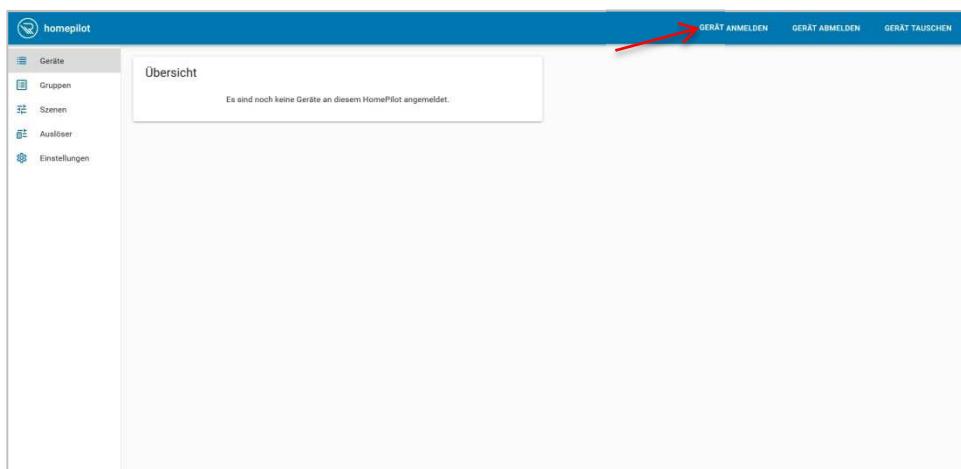 homepilot
GERÄT ANMELDEN GERÄT ABMELDEN GERÄT TAUSCHEN
Geräte
Gruppen
Szenen
Auslöser
Einstellungen
Übersicht
Es sind noch keine Geräte an diesem HomePilot angemeldet.